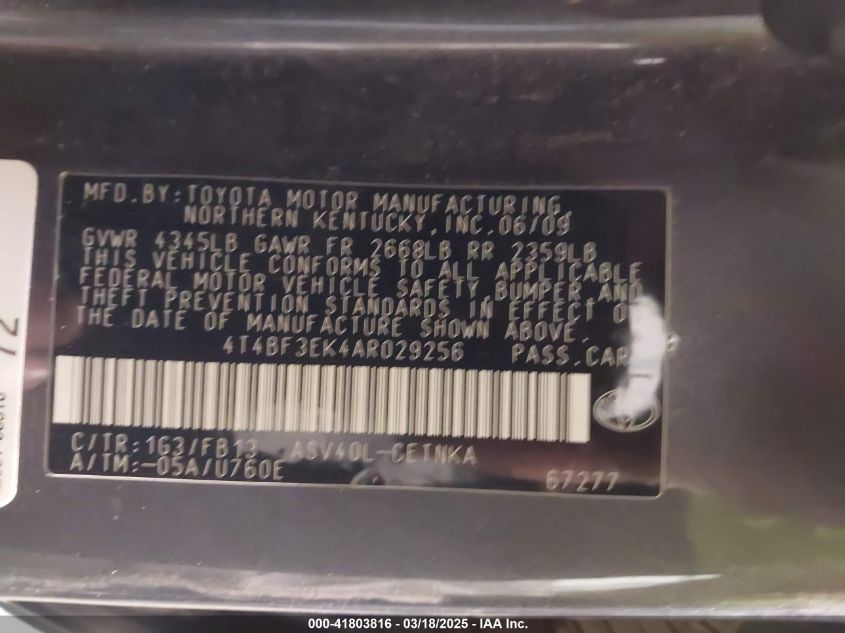 MFD. BY: TOYOTA MOTOR MANUFACTURING,
NORTHERN KENTUCKY, INC. 06/09
GVWR 4345LB GAWR FR 2668LB RR 2359LB
THIS VEHICLE CONFORMS TO ALL APPLICABLE
FEDERAL MOTOR VEHICLE SAFETY, BUMPER, AND
THEFT PREVENTION STANDARDS IN EFFECT ON
THE DATE OF MANUFACTURE SHOWN ABOVE.
4T4BF3EK4AR029256 PASS. CAR
C/TR: 1G3/FB13 ASV40L-CETNKA
A/TM: -05A/U760E
67277
000-41803816 / 03/18/2025 - IAA Inc.